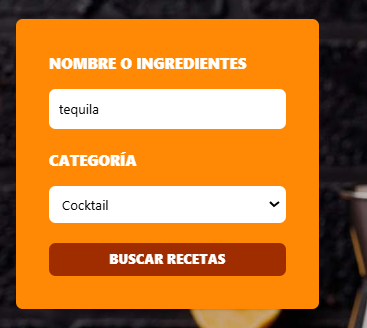 NOMBRE O INGREDIENTES
tequila
CATEGORÍA
Cocktail
BUSCAR RECETAS